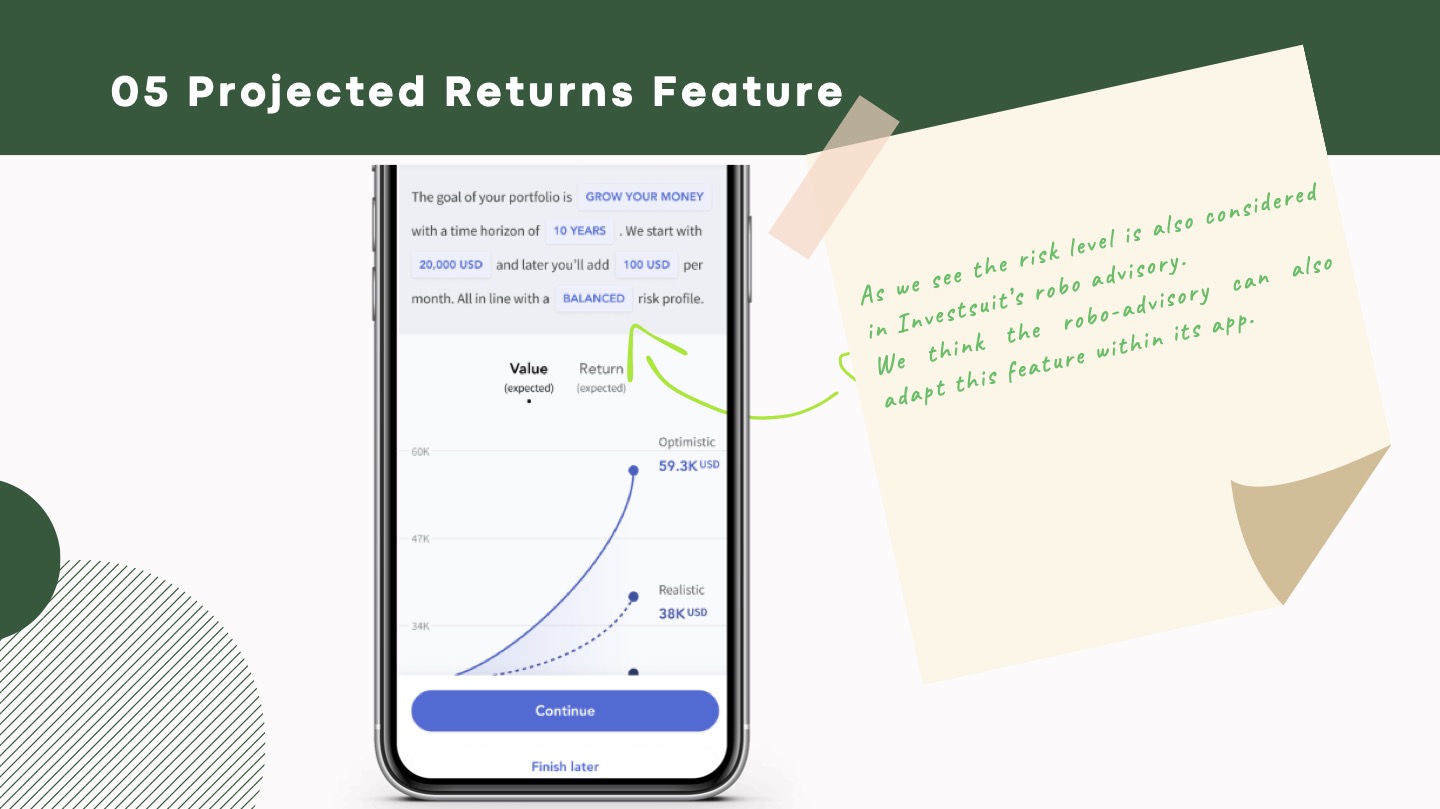 05 Projected Returns Feature
The goal of your portfolio is GROW YOUR MONEY
with a time horizon of 10 YEARS . We start with
20,000 USD and later you'll add 100 USD per
month. All in line with a BALANCED risk profile.
Value Return
(expected) (expected)
Optimistic
60K
59.3K USD
47K
Realistic
38K USD
34K
Continue
Finish later
As we see the risk level is also considered
in Investsuit's robo advisory.
We think the robo-advisory can also
adapt this feature within its app.